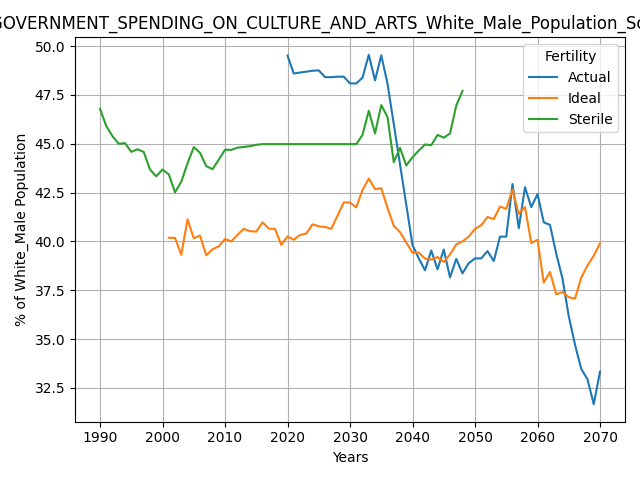 GOVERNMENT_SPENDING_ON_CULTURE_AND_ARTS_White_Male_Population_So
50.0
47.5
45.0
42.5
40.0
37.5
35.0
32.5
% of White_Male Population
Fertility
Actual
Ideal
Sterile
1990 2000 2010 2020 2030 2040 2050 2060 2070
Years